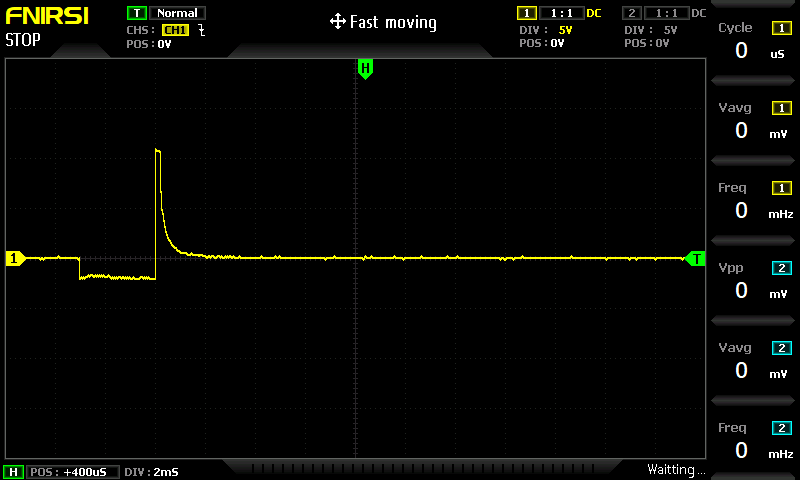 FNIRSI
STOP
T Normal
CHS: CH1
POS: 0V
Fast moving
1 1:1 DC
DIV: 5V
POS: 0V
2 1:1 DC
DIV: 5V
POS: 0V
H
1
T
Cycle 1
0 uS
Vavg 1
0 mV
Freq 1
0 mHz
Vpp 2
0 mV
Vavg 2
0 mV
Freq 2
0 mHz
H POS: +400uS DIV: 2mS
Waitting...